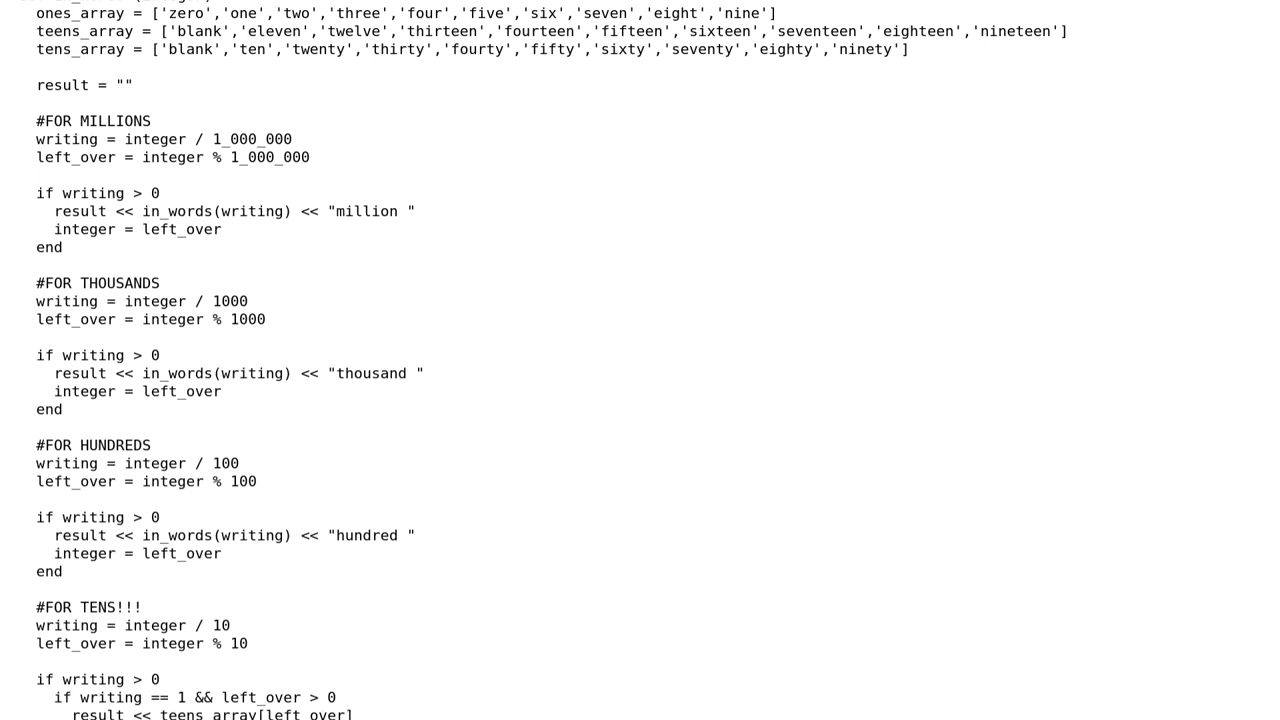 ones_array = ['zero','one','two','three','four','five','six','seven','eight','nine']
teens_array = ['blank','eleven','twelve','thirteen','fourteen','fifteen','sixteen','seventeen','eighteen','nineteen']
tens_array = ['blank','ten','twenty','thirty','fourty','fifty','sixty','seventy','eighty','ninety']
result = ""
#FOR MILLIONS
writing = integer / 1_000_000
left_over = integer % 1_000_000
if writing > 0
result << in_words(writing) << "million "
integer = left_over
end
#FOR THOUSANDS
writing = integer / 1000
left_over = integer % 1000
if writing > 0
result << in_words(writing) << "thousand "
integer = left_over
end
#FOR HUNDREDS
writing = integer / 100
left_over = integer % 100
if writing > 0
result << in_words(writing) << "hundred "
integer = left_over
end
#FOR TENS!!!
writing = integer / 10
left_over = integer % 10
if writing > 0
if writing == 1 && left_over > 0
result << teens_array[left_over]